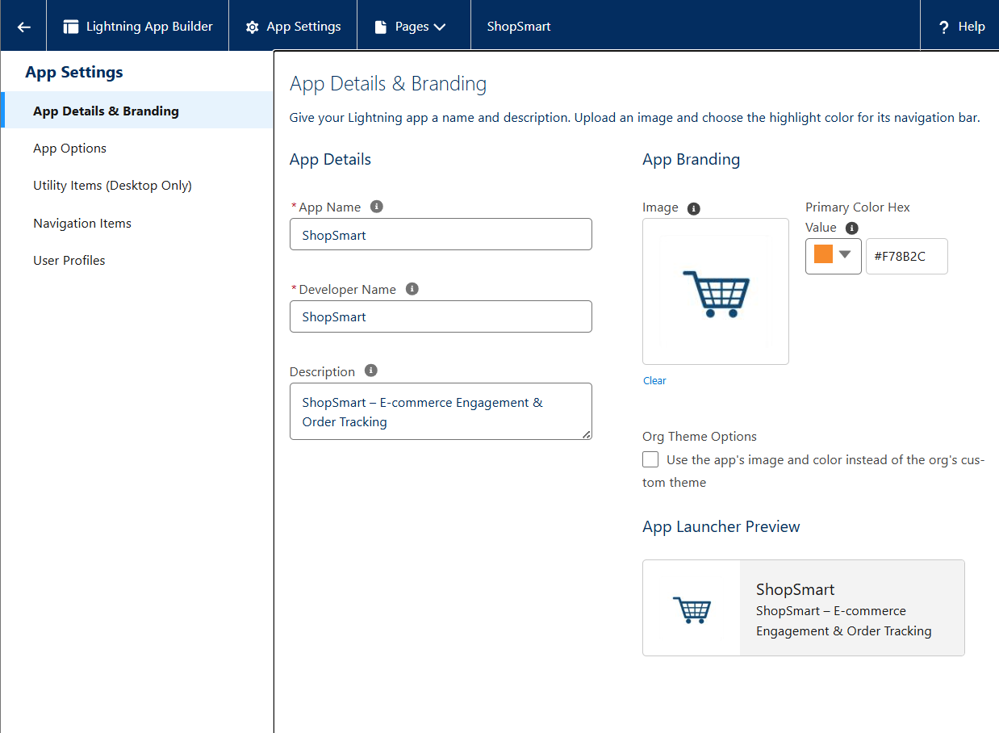 Lightning App Builder
App Settings
Pages
ShopSmart
? Help
App Settings
App Details & Branding
App Options
Utility Items (Desktop Only)
Navigation Items
User Profiles
App Details & Branding
Give your Lightning app a name and description. Upload an image and choose the highlight color for its navigation bar.
App Details
*App Name
ShopSmart
*Developer Name
ShopSmart
Description
ShopSmart – E-commerce Engagement &
Order Tracking
App Branding
Image
Clear
Primary Color Hex
Value
#F78B2C
Org Theme Options
Use the app's image and color instead of the org's cus-
tom theme
App Launcher Preview
ShopSmart
ShopSmart – E-commerce
Engagement & Order Tracking